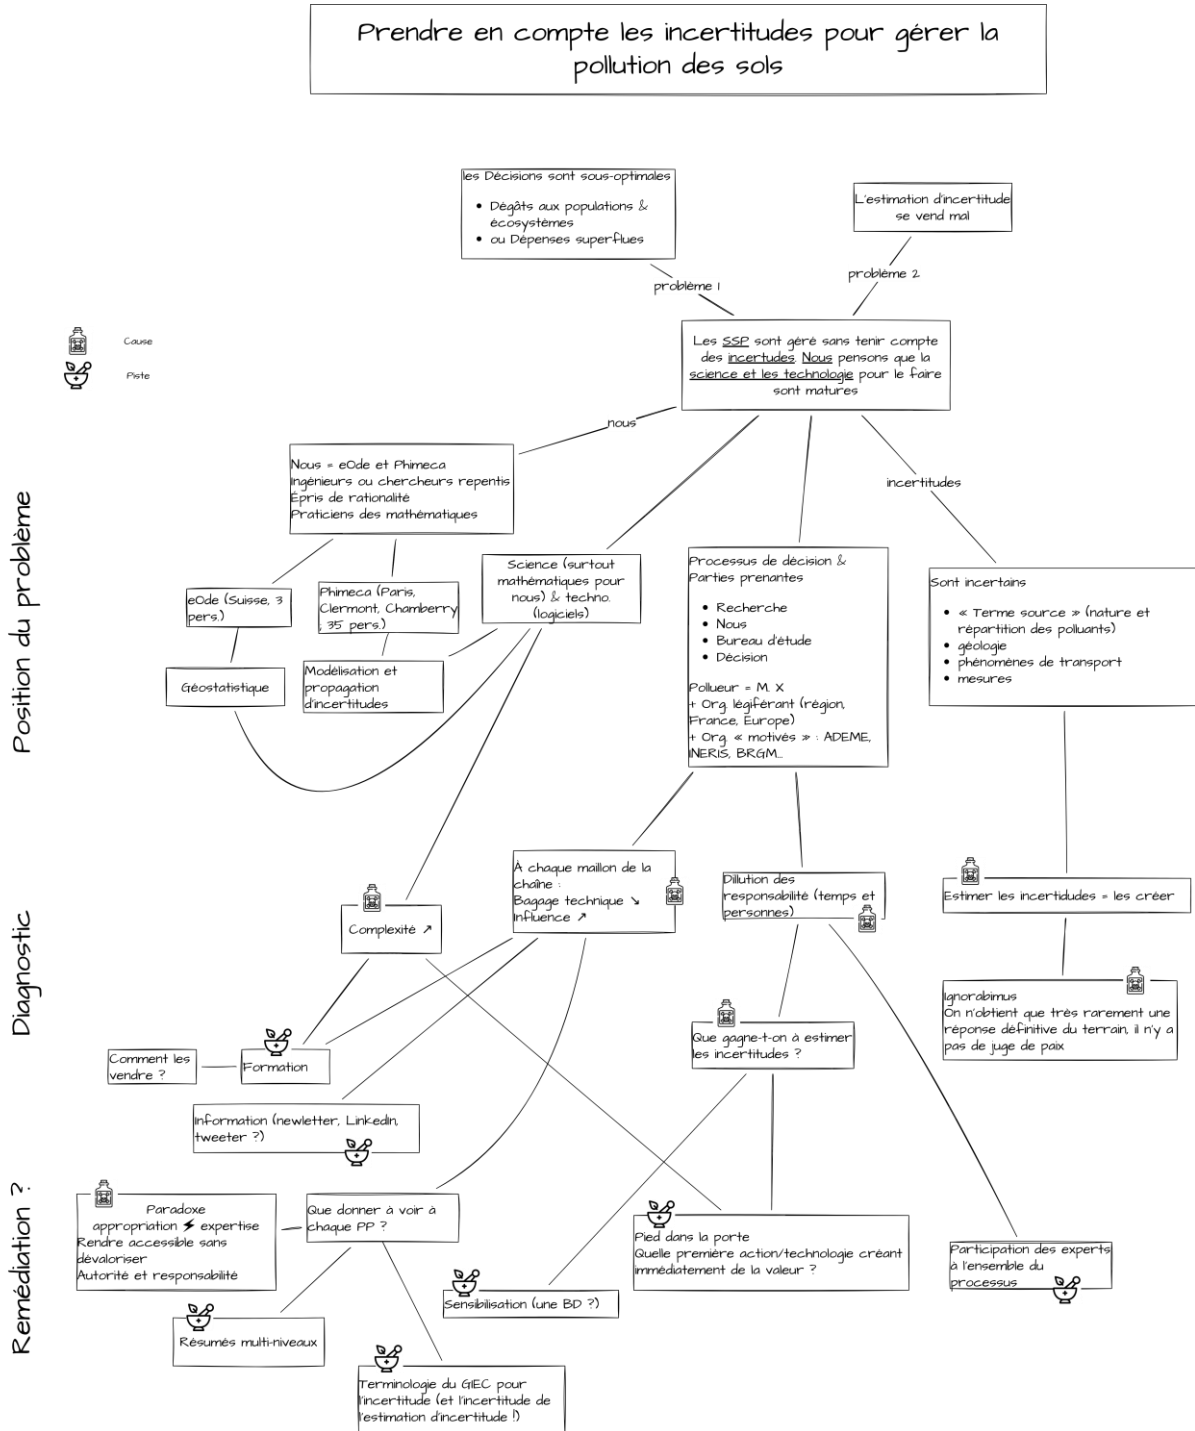 Prendre en compte les incertitudes pour gérer la
pollution des sols
les Décisions sont sous-optimales
• Dégâts aux populations &
écosystèmes
• ou Dépenses superflues
L'estimation d'incertitude
se vend mal
problème 1
problème 2
Cause
Piste
Les SSP sont géré sans tenir compte
des incertudes. Nous pensons que la
science et les technologie pour le faire
sont matures
nous
incertitudes
Position du problème
Nous = eOde et Phimeca
Ingénieurs ou chercheurs repentis
Épris de rationalité
Praticiens des mathématiques
eOde (Suisse, 3
pers.)
Phimeca (Paris,
Clermont, Chamberry
; 35 pers.)
Science (surtout
mathématiques pour
nous) & techno.
(logiciels)
Géostatistique
Modélisation et
propagation
d'incertitudes
Processus de décision &
Parties prenantes
• Recherche
• Nous
• Bureau d'étude
• Décision
Pollueur = M. X
+ Org. légiférant (région,
France, Europe)
+ Org. « motivés » : ADEME,
INERIS, BRGM...
Sont incertains
• « Terme source » (nature et
répartition des polluants)
• géologie
• phénomènes de transport
• mesures
Diagnostic
Complexité ↗
À chaque maillon de la
chaîne :
Bagage technique ↘
Influence ↗
Dillution des
responsabilité (temps et
personnes)
Estimer les incertidudes = les créer
Ignorabimus
On n'obtient que très rarement une
réponse définitive du terrain, il n'y a
pas de juge de paix
Que gagne-t-on à estimer
les incertitudes ?
Comment les
vendre ?
Formation
Information (newletter, LinkedIn,
tweeter ?)
Remédiation ?
Paradoxe
appropriation ⚡ expertise
Rendre accessible sans
dévaloriser
Autorité et responsabilité
Que donner à voir à
chaque PP ?
Pied dans la porte
Quelle première action/technologie créant
immédiatement de la valeur ?
Participation des experts
à l'ensemble du
processus
Sensibilisation (une BD ?)
Résumés multi-niveaux
Terminologie du GIEC pour
l'incertitude (et l'incertitude de
l'estimation d'incertitude !)